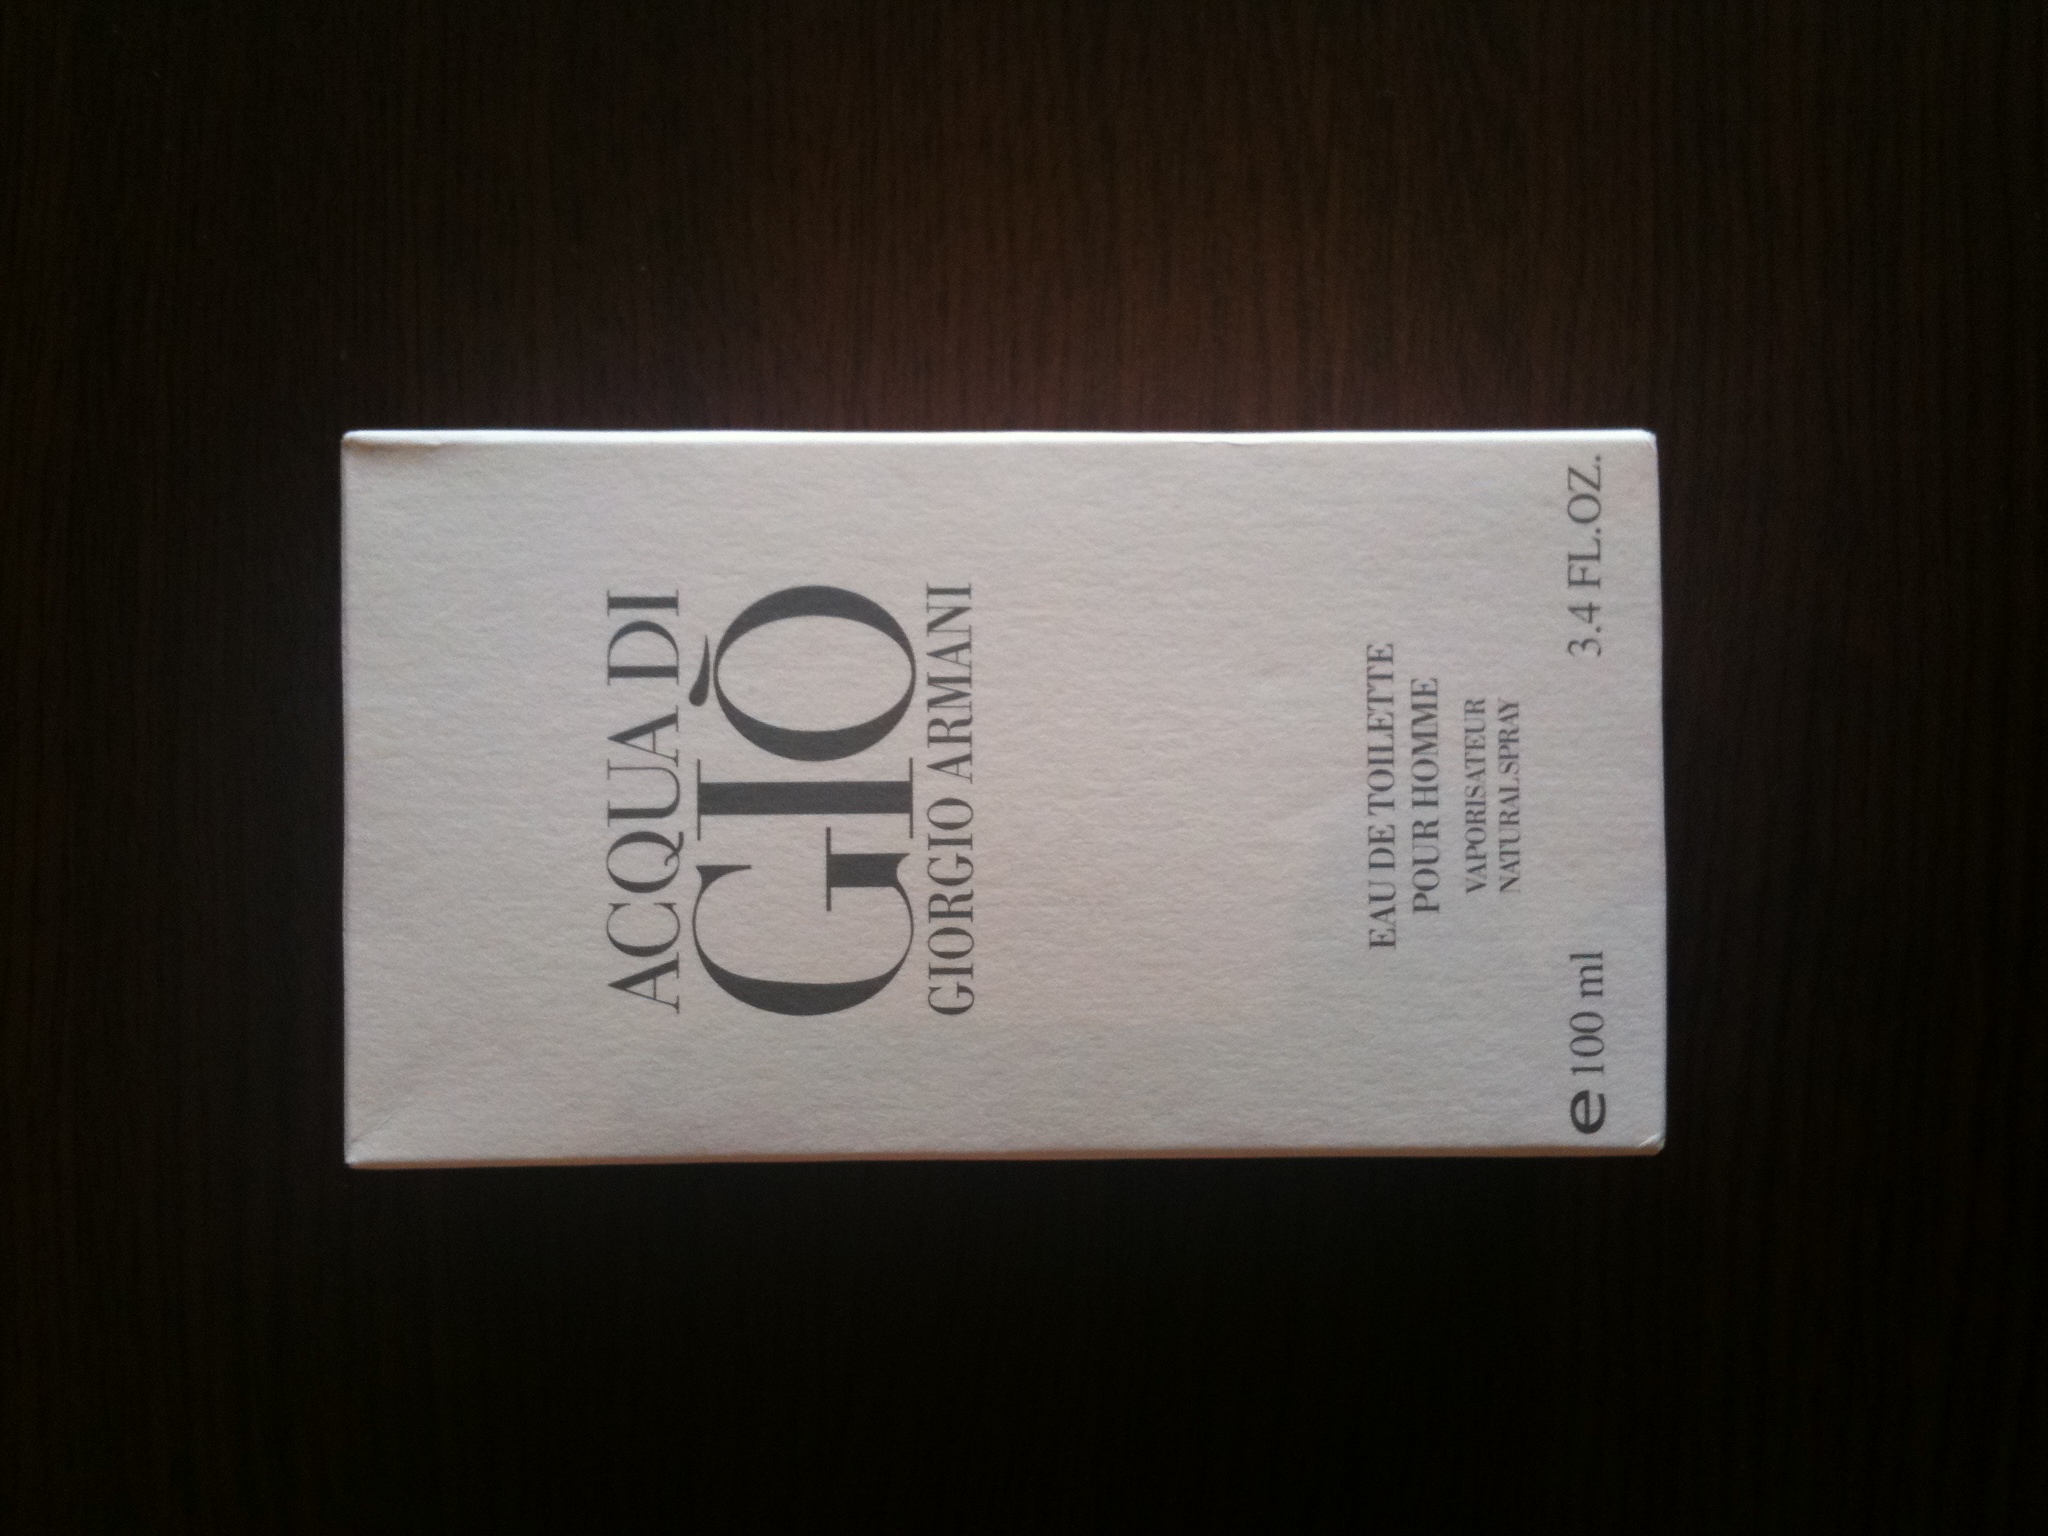 ACQUA DI
GIÒ
GIORGIO ARMANI
EAU DE TOILETTE
POUR HOMME
VAPORISATEUR
NATURAL SPRAY
℮ 100 ml 3.4 FL.OZ.